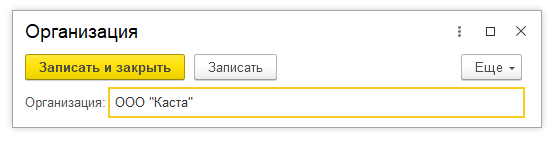 Организация
Записать и закрыть Записать Еще
Организация: ООО "Каста"